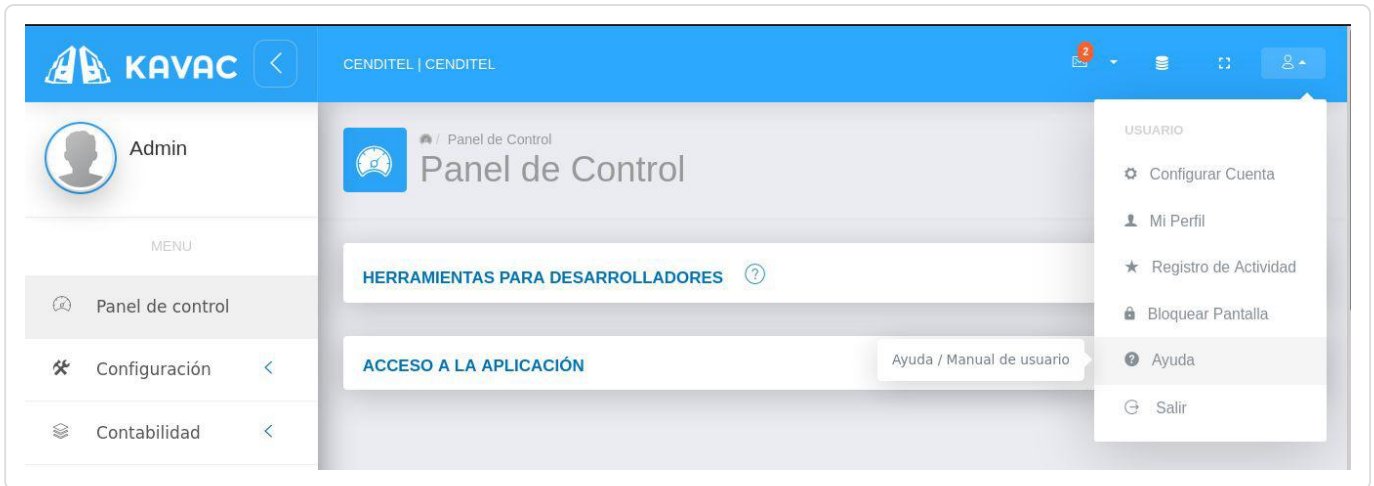 KAVAC
CENDITEL | CENDITEL
2
Admin
MENU
Panel de control
Configuración
Contabilidad
/ Panel de Control
Panel de Control
HERRAMIENTAS PARA DESARROLLADORES ?
ACCESO A LA APLICACIÓN
Ayuda / Manual de usuario
USUARIO
Configurar Cuenta
Mi Perfil
Registro de Actividad
Bloquear Pantalla
Ayuda
Salir